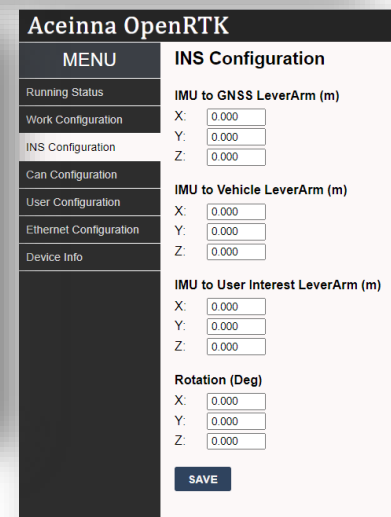 Aceinna OpenRTK
MENU
Running Status
Work Configuration
INS Configuration
Can Configuration
User Configuration
Ethernet Configuration
Device Info
INS Configuration
IMU to GNSS LeverArm (m)
X: 0.000
Y: 0.000
Z: 0.000
IMU to Vehicle LeverArm (m)
X: 0.000
Y: 0.000
Z: 0.000
IMU to User Interest LeverArm (m)
X: 0.000
Y: 0.000
Z: 0.000
Rotation (Deg)
X: 0.000
Y: 0.000
Z: 0.000
SAVE